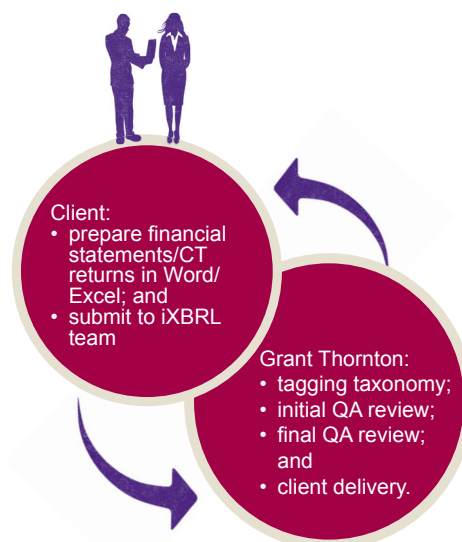 Client:
• prepare financial
statements/CT
returns in Word/
Excel; and
• submit to iXBRL
team
Grant Thornton:
• tagging taxonomy;
• initial QA review;
• final QA review;
and
• client delivery.